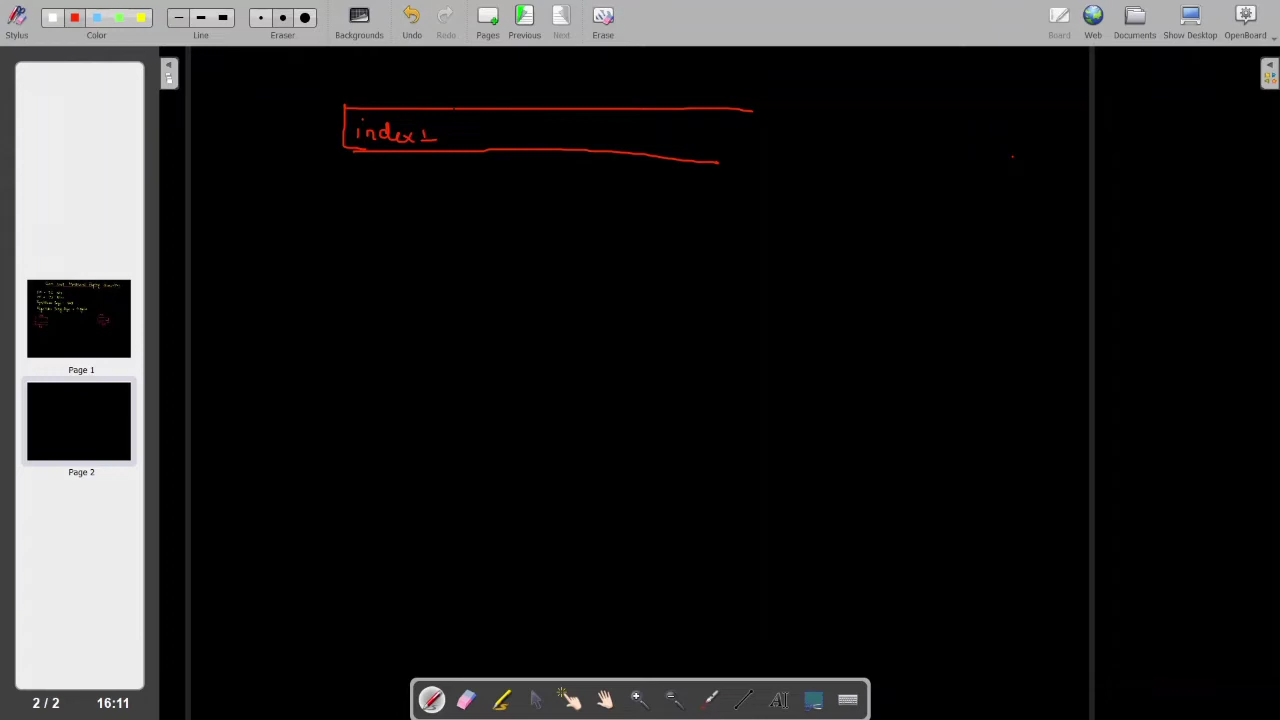 Stylus
Color
Line
Eraser
Backgrounds
Undo
Redo
Pages
Previous
Next
Erase
Board
Web
Documents
Show Desktop
OpenBoard
index 1
Page 1
Page 2
2 / 2
16:11